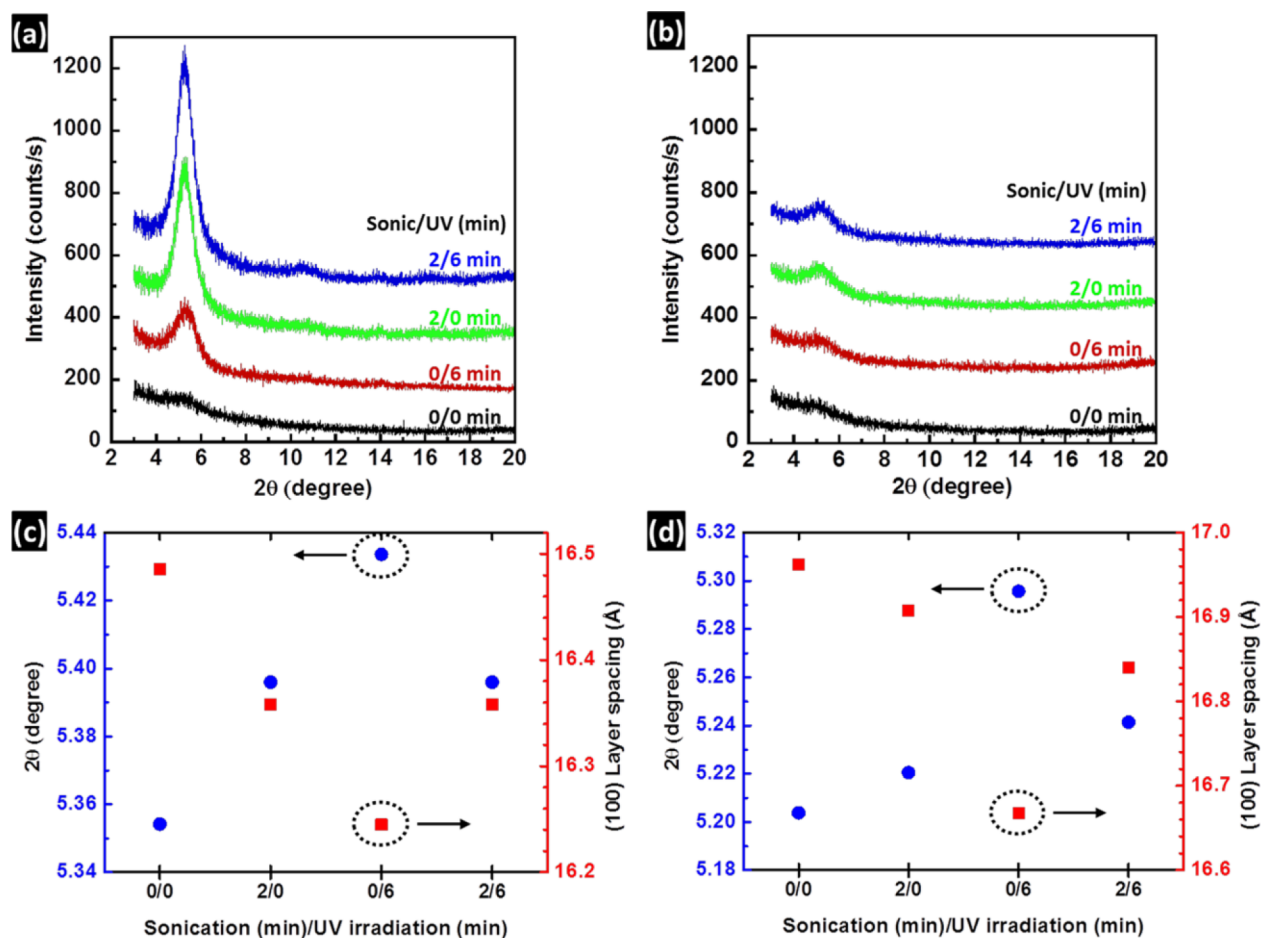 (a)
Intensity (counts/s)
1200
1000
800
600
400
200
0
Sonic/UV (min)
2/6 min
2/0 min
0/6 min
0/0 min
2 4 6 8 10 12 14 16 18 20
2θ (degree)
(b)
Intensity (counts/s)
1200
1000
800
600
400
200
0
Sonic/UV (min)
2/6 min
2/0 min
0/6 min
0/0 min
2 4 6 8 10 12 14 16 18 20
2θ (degree)
(c)
2θ (degree)
5.44
5.42
5.40
5.38
5.36
5.34
16.5
16.4
16.3
16.2
(100) Layer spacing (Å)
0/0 2/0 0/6 2/6
Sonication (min)/UV irradiation (min)
(d)
2θ (degree)
5.32
5.30
5.28
5.26
5.24
5.22
5.20
5.18
17.0
16.9
16.8
16.7
16.6
(100) Layer spacing (Å)
0/0 2/0 0/6 2/6
Sonication (min)/UV irradiation (min)